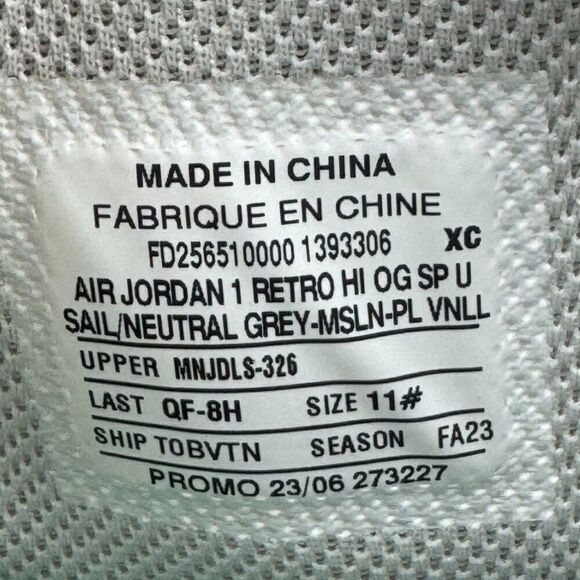 MADE IN CHINA
FABRIQUE EN CHINE
FD256510000 1393306 XC
AIR JORDAN 1 RETRO HI OG SP U
SAIL/NEUTRAL GREY-MSLN-PL VNLL
UPPER MNJDLS-326
LAST QF-8H SIZE 11#
SHIP TOBVTN SEASON FA23
PROMO 23/06 273227